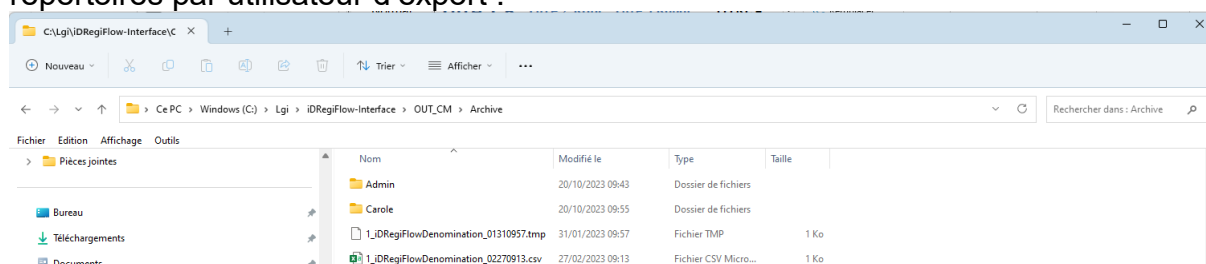 répertoires par utilisateur d'export :
C:\Lgi\iDRegiFlow-Interface\C
Nouveau
Trier
Afficher
Ce PC > Windows (C:) > Lgi > iDRegiFlow-Interface > OUT_CM > Archive
Rechercher dans : Archive
Fichier Edition Affichage Outils
Pièces jointes
Nom Modifié le Type Taille
Admin 20/10/2023 09:43 Dossier de fichiers
Bureau
Carole 20/10/2023 09:55 Dossier de fichiers
Téléchargements
1_iDRegiFlowDenomination_01310957.tmp 31/01/2023 09:57 Fichier TMP 1 Ko
Documents
1_iDRegiFlowDenomination_02270913.csv 27/02/2023 09:13 Fichier CSV Micro... 1 Ko